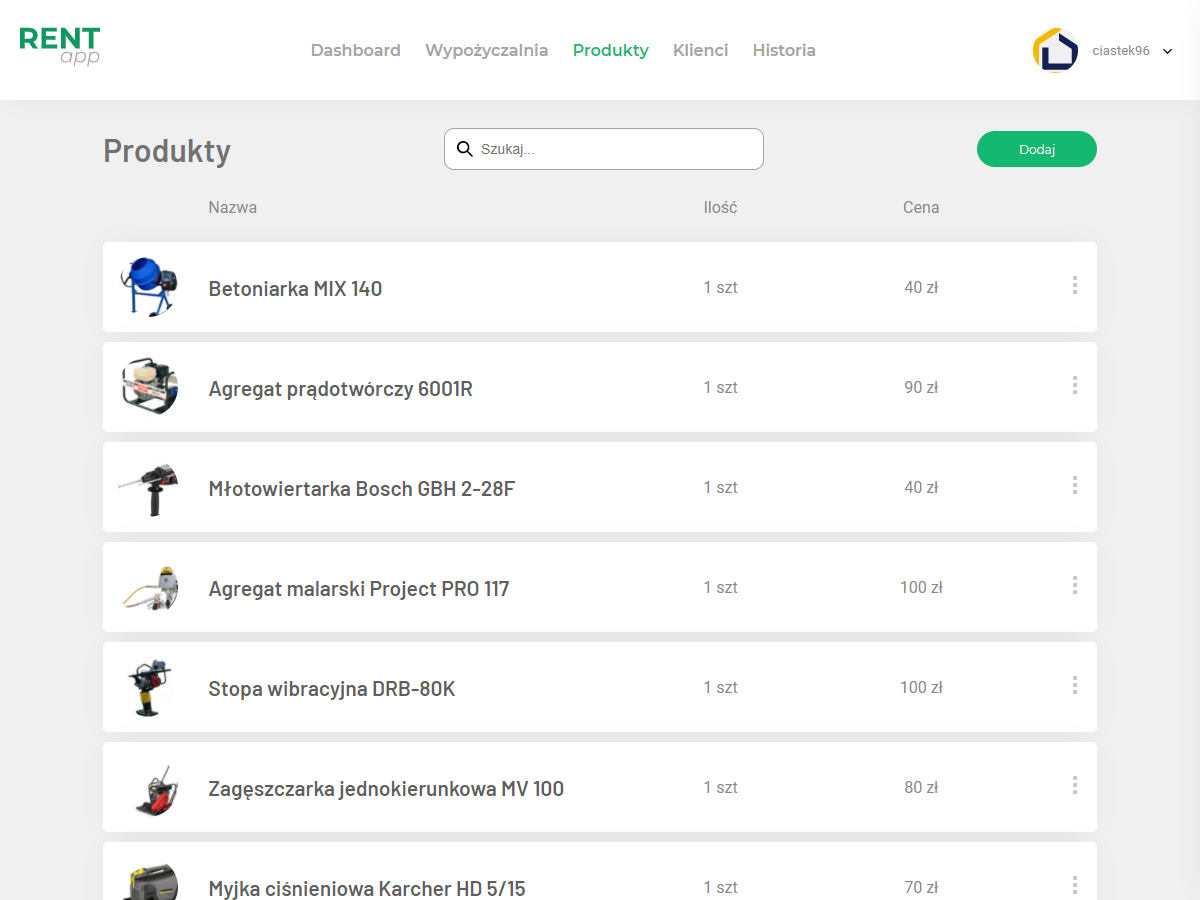 RENT
app
Dashboard Wypożyczalnia Produkty Klienci Historia
ciastek96
Produkty
Szukaj...
Dodaj
Nazwa Ilość Cena
Betoniarka MIX 140 1 szt 40 zł
Agregat prądotwórczy 6001R 1 szt 90 zł
Młotowiertarka Bosch GBH 2-28F 1 szt 40 zł
Agregat malarski Project PRO 117 1 szt 100 zł
Stopa wibracyjna DRB-80K 1 szt 100 zł
Zagęszczarka jednokierunkowa MV 100 1 szt 80 zł
Myjka ciśnieniowa Karcher HD 5/15 1 szt 70 zł